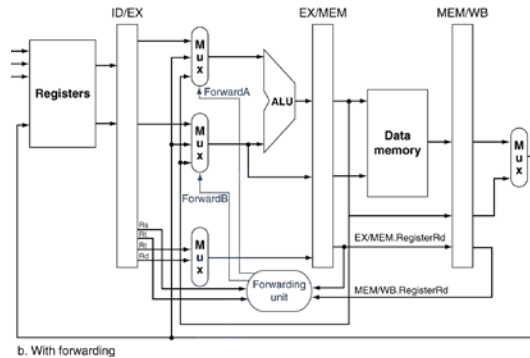 ID/EX
EX/MEM
MEM/WB
Registers
M
u
x
ForwardA
ALU
M
u
x
ForwardB
Data
memory
M
u
x
Rs
Rt
Rt
Rd
M
u
x
EX/MEM.RegisterRd
Forwarding
unit
MEM/WB.RegisterRd
b. With forwarding